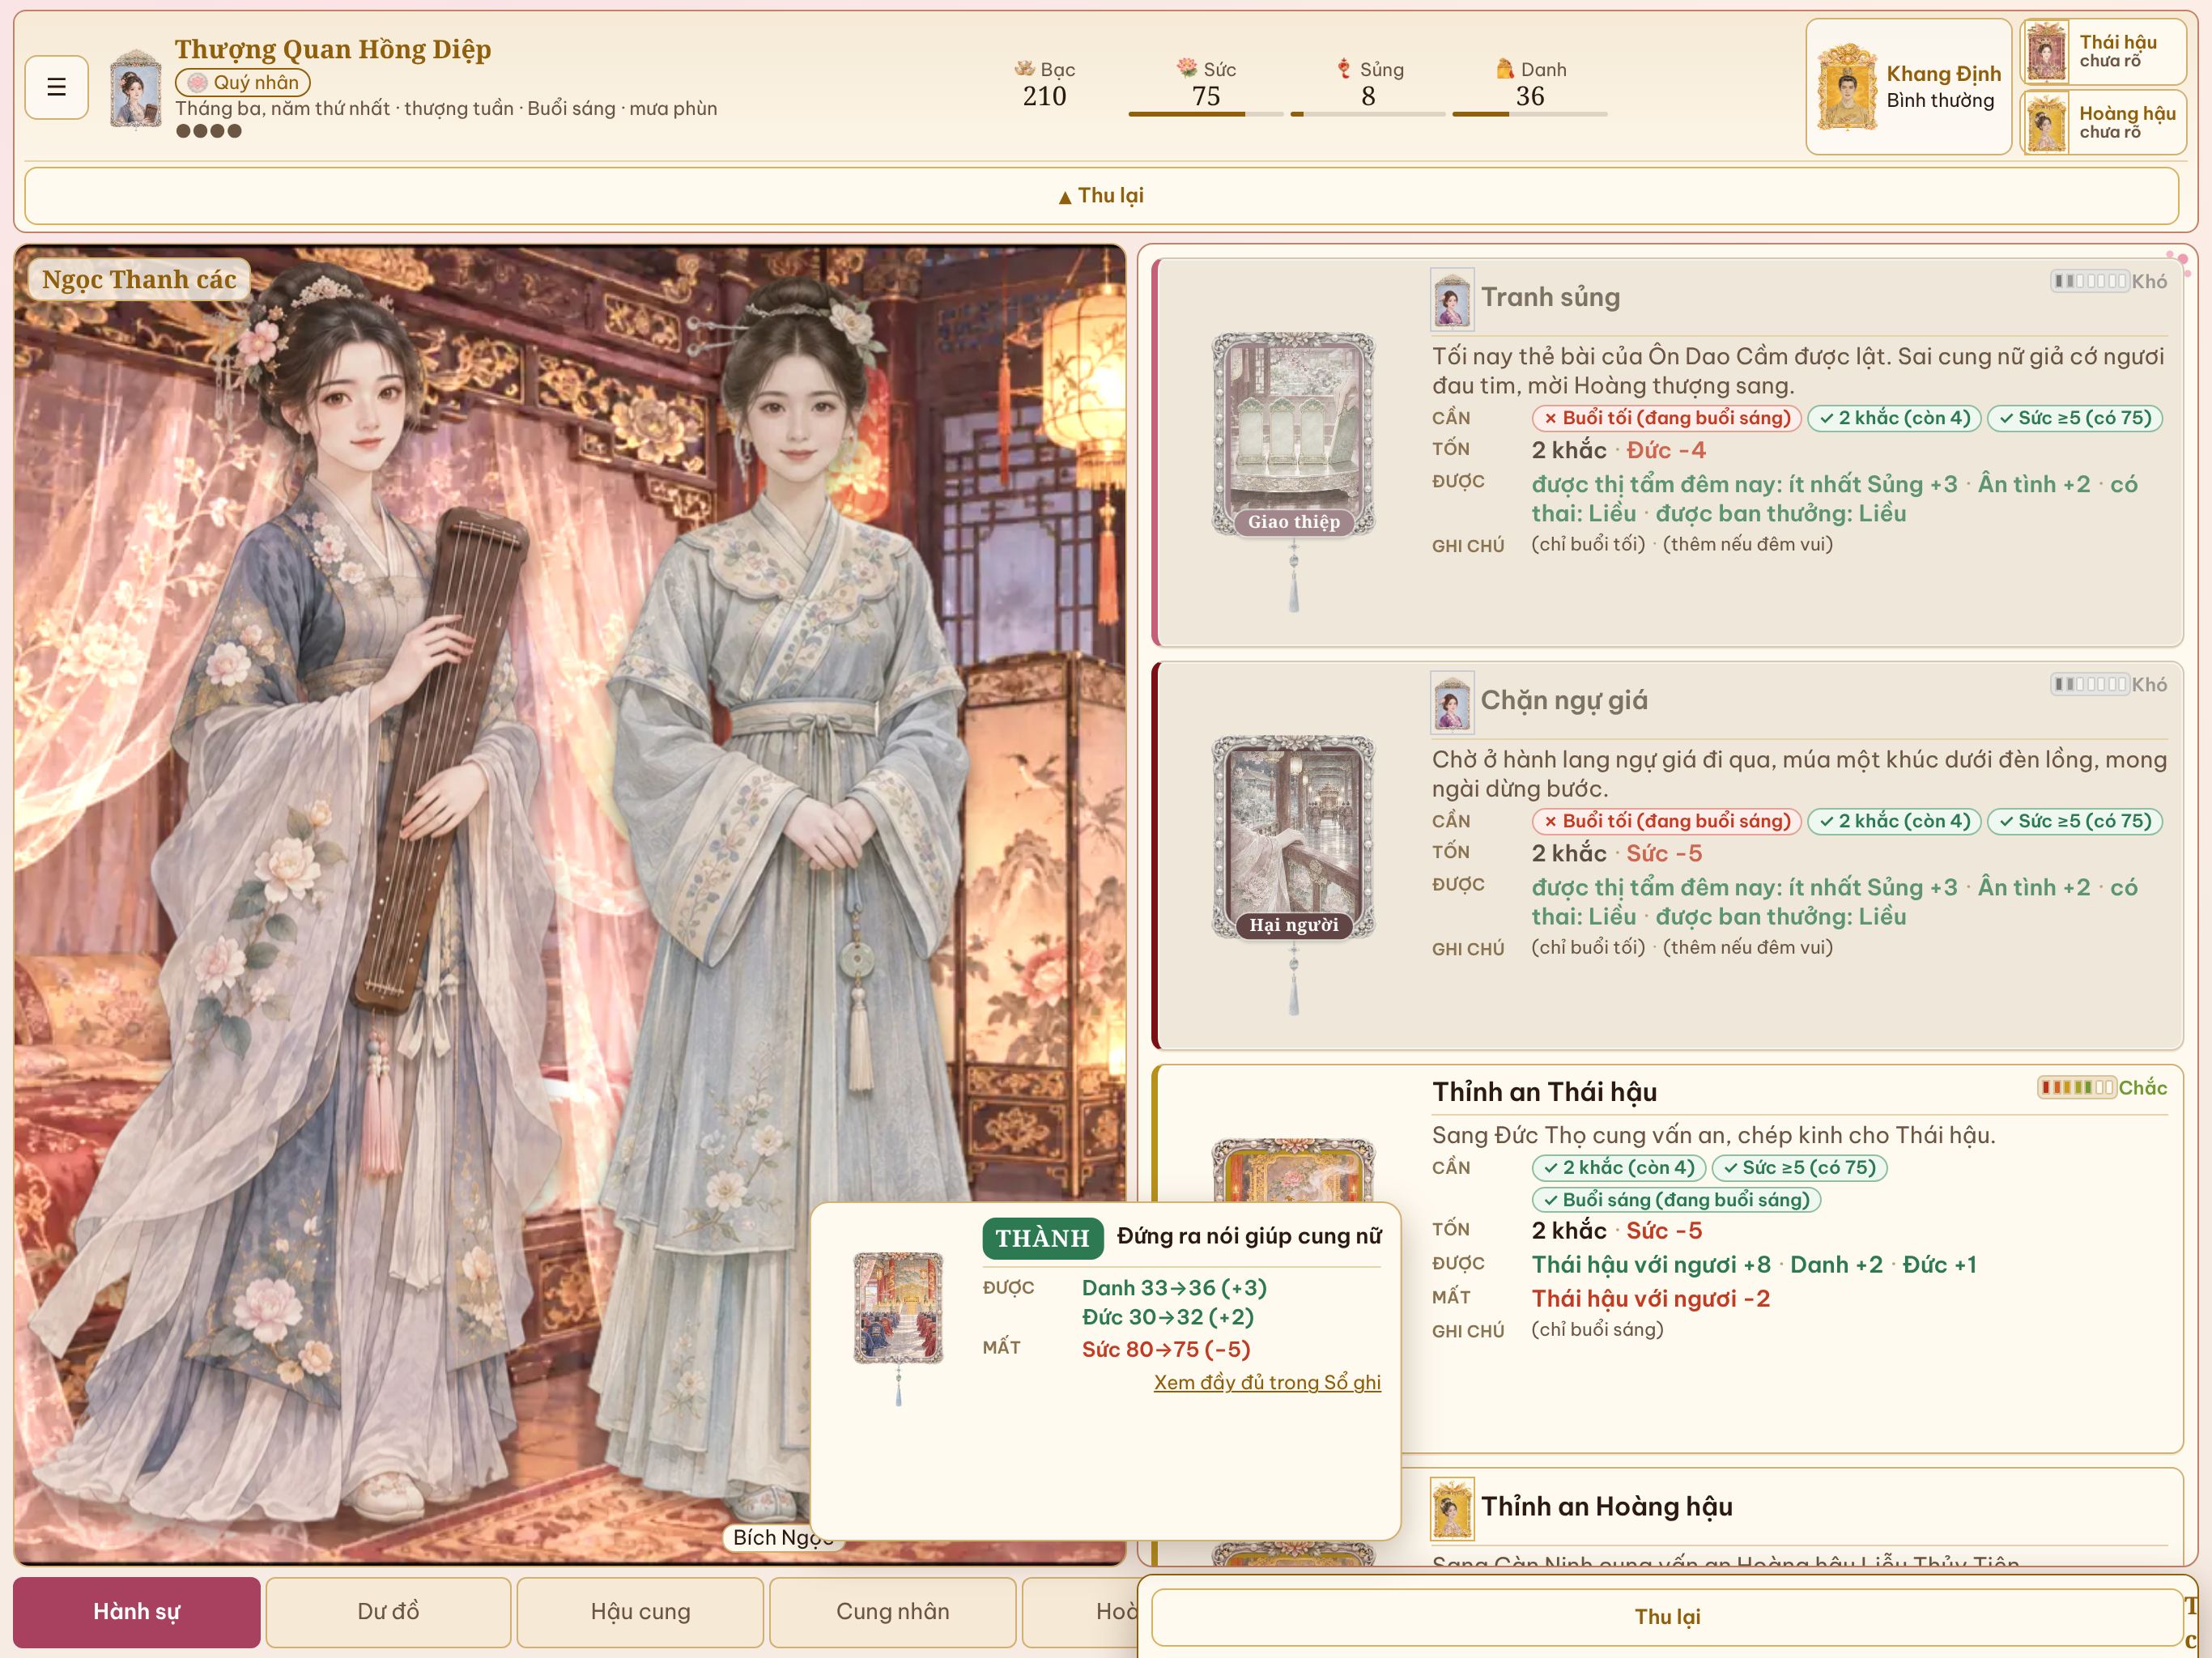 ☰
Thượng Quan Hồng Diệp
Quý nhân
Tháng ba, năm thứ nhất · thượng tuần · Buổi sáng · mưa phùn
Bạc
210
Sức
75
Sủng
8
Danh
36
Khang Định
Bình thường
Thái hậu
chưa rõ
Hoàng hậu
chưa rõ
▲ Thu lại
Ngọc Thanh các
Bích Ngọc
Tranh sủng
Khó
Giao thiệp
Tối nay thẻ bài của Ôn Dao Cầm được lật. Sai cung nữ giả cớ ngươi
đau tim, mời Hoàng thượng sang.
CẦN × Buổi tối (đang buổi sáng) ✓ 2 khắc (còn 4) ✓ Sức ≥5 (có 75)
TỐN 2 khắc · Đức -4
ĐƯỢC được thị tẩm đêm nay: ít nhất Sủng +3 · Ân tình +2 · có
thai: Liều · được ban thưởng: Liều
GHI CHÚ (chỉ buổi tối) · (thêm nếu đêm vui)
Chặn ngự giá
Khó
Hại người
Chờ ở hành lang ngự giá đi qua, múa một khúc dưới đèn lồng, mong
ngài dừng bước.
CẦN × Buổi tối (đang buổi sáng) ✓ 2 khắc (còn 4) ✓ Sức ≥5 (có 75)
TỐN 2 khắc · Sức -5
ĐƯỢC được thị tẩm đêm nay: ít nhất Sủng +3 · Ân tình +2 · có
thai: Liều · được ban thưởng: Liều
GHI CHÚ (chỉ buổi tối) · (thêm nếu đêm vui)
Thỉnh an Thái hậu
Chắc
Sang Đức Thọ cung vấn an, chép kinh cho Thái hậu.
CẦN ✓ 2 khắc (còn 4) ✓ Sức ≥5 (có 75)
✓ Buổi sáng (đang buổi sáng)
TỐN 2 khắc · Sức -5
ĐƯỢC Thái hậu với ngươi +8 · Danh +2 · Đức +1
MẤT Thái hậu với ngươi -2
GHI CHÚ (chỉ buổi sáng)
Thỉnh an Hoàng hậu
Sang Càn Ninh cung vấn an Hoàng hậu Liễu Thủy Tiên
THÀNH Đứng ra nói giúp cung nữ
ĐƯỢC Danh 33→36 (+3)
Đức 30→32 (+2)
MẤT Sức 80→75 (-5)
Xem đầy đủ trong Sổ ghi
Hành sự
Dư đồ
Hậu cung
Cung nhân
Thu lại